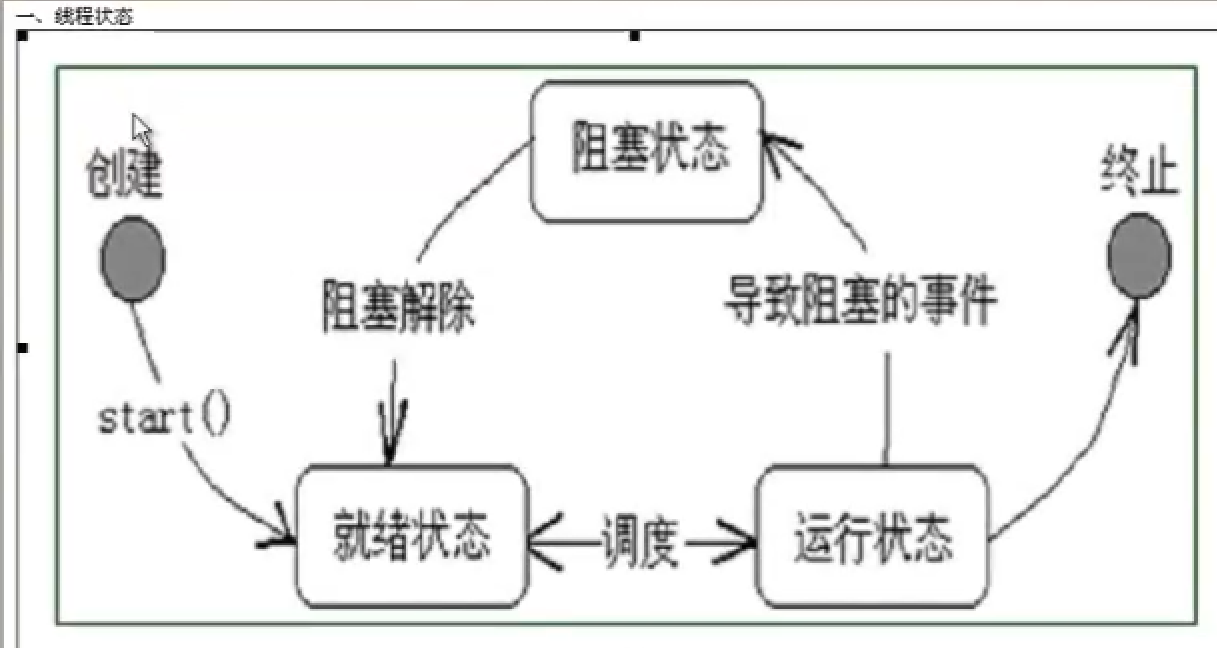 一、线程状态
阻塞状态
创建
终止
阻塞解除
导致阻塞的事件
start()
就绪状态
调度
运行状态